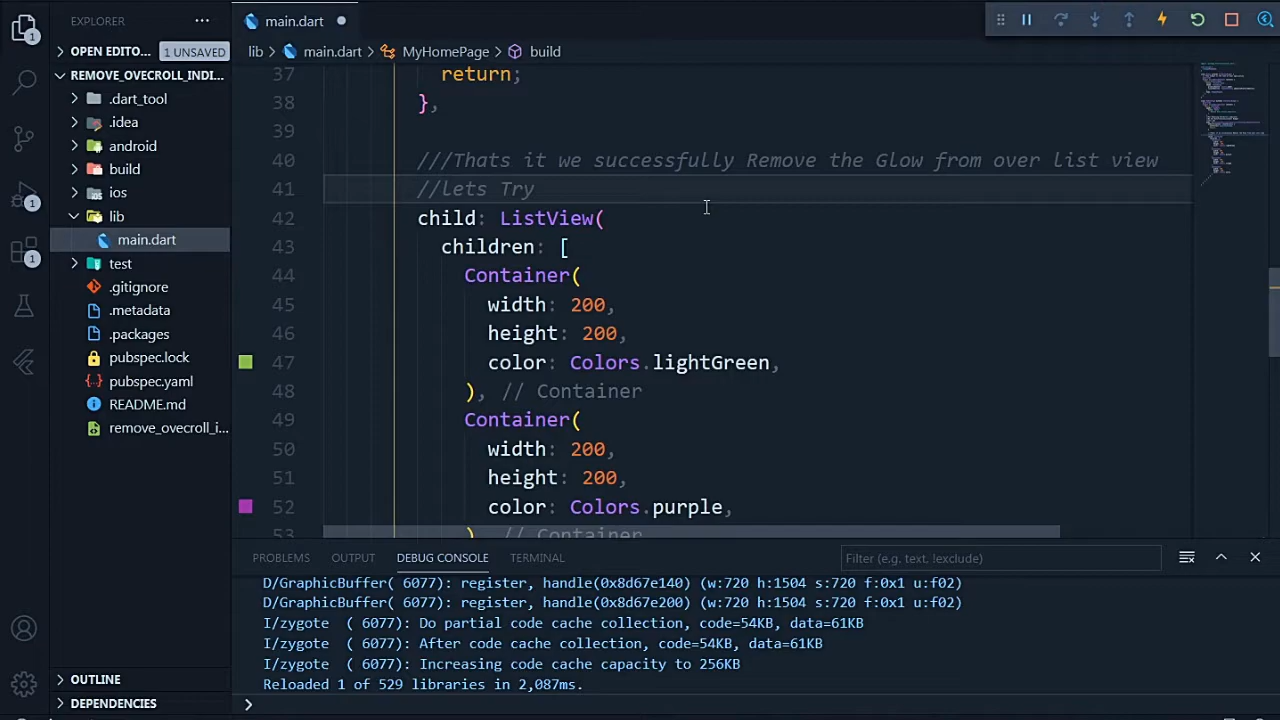 EXPLORER
OPEN EDITO...
1 UNSAVED
REMOVE_OVECROLL_INDI...
.dart_tool
.idea
android
build
ios
lib
main.dart
test
.gitignore
.metadata
.packages
pubspec.lock
pubspec.yaml
README.md
remove_ovecroll_i...
OUTLINE
DEPENDENCIES
main.dart
lib > main.dart > MyHomePage > build
37 return;
38 },
39
40 ///Thats it we successfully Remove the Glow from over list view
41 //lets Try
42 child: ListView(
43 children: [
44 Container(
45 width: 200,
46 height: 200,
47 color: Colors.lightGreen,
48 ), // Container
49 Container(
50 width: 200,
51 height: 200,
52 color: Colors.purple,
53 ) // Container
PROBLEMS OUTPUT DEBUG CONSOLE TERMINAL
Filter (e.g. text, !exclude)
D/GraphicBuffer( 6077): register, handle(0x8d67e140) (w:720 h:1504 s:720 f:0x1 u:f02)
D/GraphicBuffer( 6077): register, handle(0x8d67e200) (w:720 h:1504 s:720 f:0x1 u:f02)
I/zygote  ( 6077): Do partial code cache collection, code=54KB, data=61KB
I/zygote  ( 6077): After code cache collection, code=54KB, data=61KB
I/zygote  ( 6077): Increasing code cache capacity to 256KB
Reloaded 1 of 529 libraries in 2,087ms.